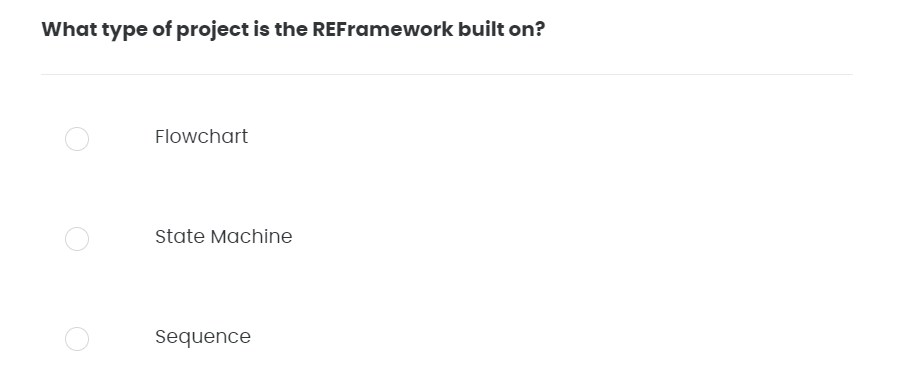 What type of project is the REFramework built on?
Flowchart
State Machine
Sequence